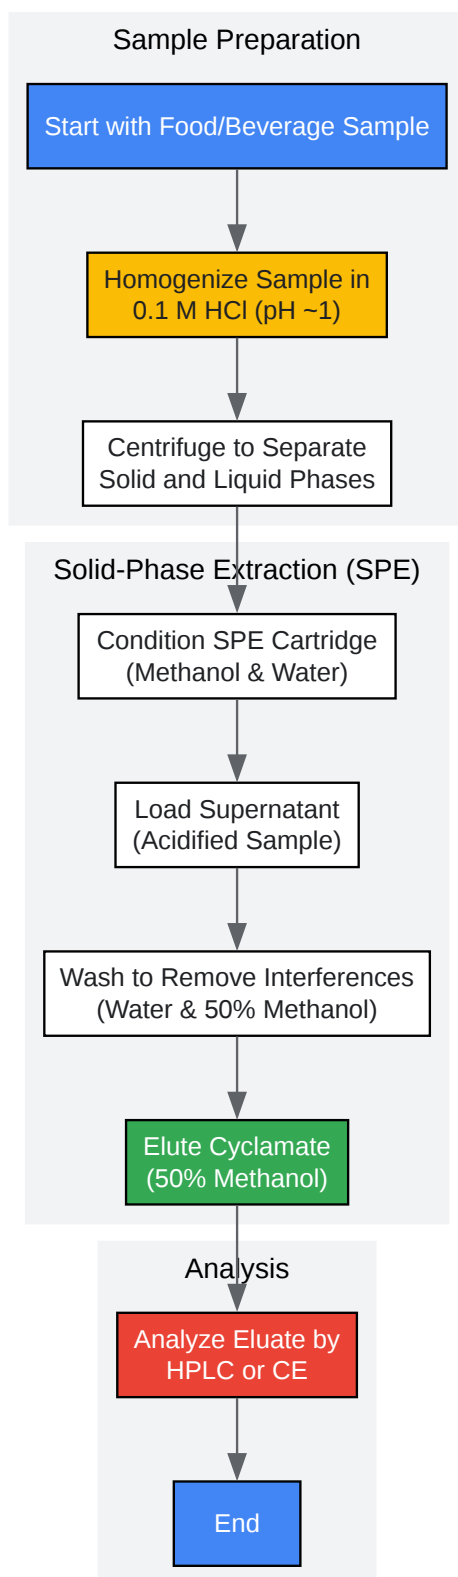 Sample Preparation
Start with Food/Beverage Sample
Homogenize Sample in
0.1 M HCl (pH ~1)
Centrifuge to Separate
Solid and Liquid Phases
Solid-Phase Extraction (SPE)
Condition SPE Cartridge
(Methanol & Water)
Load Supernatant
(Acidified Sample)
Wash to Remove Interferences
(Water & 50% Methanol)
Elute Cyclamate
(50% Methanol)
Analysis
Analyze Eluate by
HPLC or CE
End